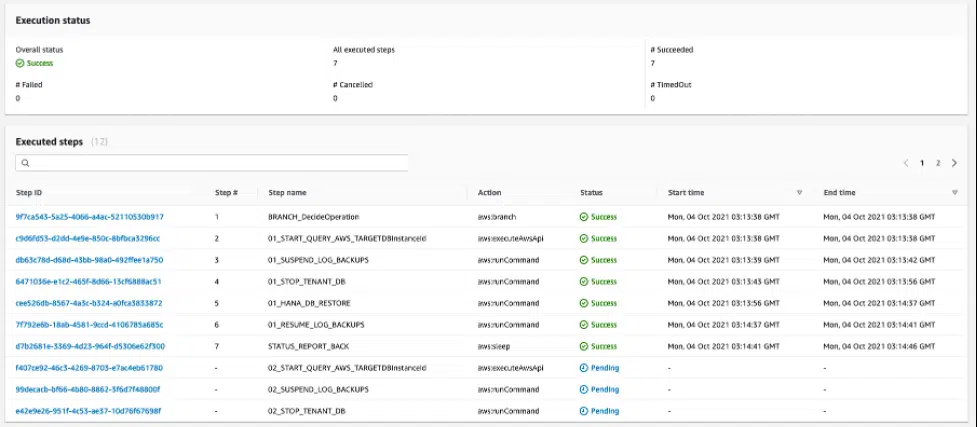 Execution status
Overall status All executed steps # Succeeded
Success 7 7
# Failed # Cancelled # TimedOut
0 0 0
Executed steps (12)
1 2
Step ID Step # Step name Action Status Start time End time
9f7ca543-5a25-4066-a4ac-52110530b917 1 BRANCH_DecideOperation aws:branch Success Mon, 04 Oct 2021 03:13:38 GMT Mon, 04 Oct 2021 03:13:38 GMT
c9d6fd53-d2dd-4e9e-850c-8bfbca3296cc 2 01_START_QUERY_AWS_TARGETDBInstanceId aws:executeAwsApi Success Mon, 04 Oct 2021 03:13:38 GMT Mon, 04 Oct 2021 03:13:38 GMT
db63c78d-d68d-43bb-98a0-492ffee1a750 3 01_SUSPEND_LOG_BACKUPS aws:runCommand Success Mon, 04 Oct 2021 03:13:39 GMT Mon, 04 Oct 2021 03:13:42 GMT
6471036e-e1c2-465f-8d66-13cf6888ac51 4 01_STOP_TENANT_DB aws:runCommand Success Mon, 04 Oct 2021 03:13:43 GMT Mon, 04 Oct 2021 03:13:56 GMT
cee526db-8567-4a3c-b324-a0fca3833872 5 01_HANA_DB_RESTORE aws:runCommand Success Mon, 04 Oct 2021 03:13:56 GMT Mon, 04 Oct 2021 03:14:37 GMT
7f792e6b-18ab-4581-9ccd-4106785a685c 6 01_RESUME_LOG_BACKUPS aws:runCommand Success Mon, 04 Oct 2021 03:14:37 GMT Mon, 04 Oct 2021 03:14:41 GMT
d7b2681e-3369-4d23-964f-d5306e62f300 7 STATUS_REPORT_BACK aws:sleep Success Mon, 04 Oct 2021 03:14:41 GMT Mon, 04 Oct 2021 03:14:46 GMT
f407ce92-46c3-4269-8703-e7ac4eb61780 - 02_START_QUERY_AWS_TARGETDBInstanceId aws:executeAwsApi Pending - -
99decacb-bf66-4b80-8862-3f6d7f48800f - 02_SUSPEND_LOG_BACKUPS aws:runCommand Pending - -
e42e9e26-951f-4c53-ae37-10d76f67698f - 02_STOP_TENANT_DB aws:runCommand Pending - -